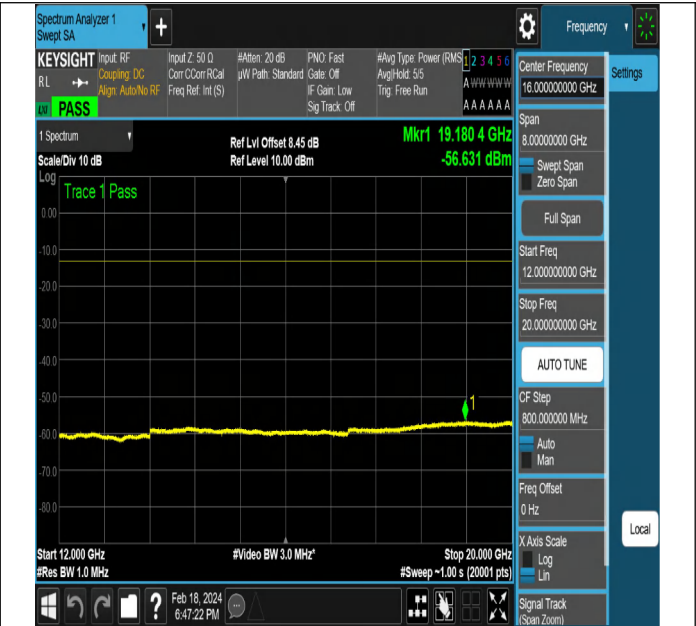 Spectrum Analyzer 1
Swept SA
Frequency
KEYSIGHT
RL
PASS
Input: RF
Coupling: DC
Align: Auto/No RF
Input Z: 50 Ω
Corr CCorr RCal
Freq Ref: Int (S)
#Atten: 20 dB
µW Path: Standard
PNO: Fast
Gate: Off
IF Gain: Low
Sig Track: Off
#Avg Type: Power (RMS
Avg|Hold: 5/5
Trig: Free Run
1 2 3 4 5 6
A W W W W W
A A A A A A
1 Spectrum
Scale/Div 10 dB
Ref Lvl Offset 8.45 dB
Ref Level 10.00 dBm
Mkr1 19.180 4 GHz
-56.631 dBm
Log
Trace 1 Pass
0.00
-10.0
-20.0
-30.0
-40.0
-50.0
-60.0
-70.0
-80.0
1
Start 12.000 GHz
#Res BW 1.0 MHz
#Video BW 3.0 MHz*
Stop 20.000 GHz
#Sweep ~1.00 s (20001 pts)
Feb 18, 2024
6:47:22 PM
?
Center Frequency
16.000000000 GHz
Settings
Span
8.00000000 GHz
Swept Span
Zero Span
Full Span
Start Freq
12.000000000 GHz
Stop Freq
20.000000000 GHz
AUTO TUNE
CF Step
800.000000 MHz
Auto
Man
Freq Offset
0 Hz
X Axis Scale
Log
Lin
Local
Signal Track
(Span Zoom)